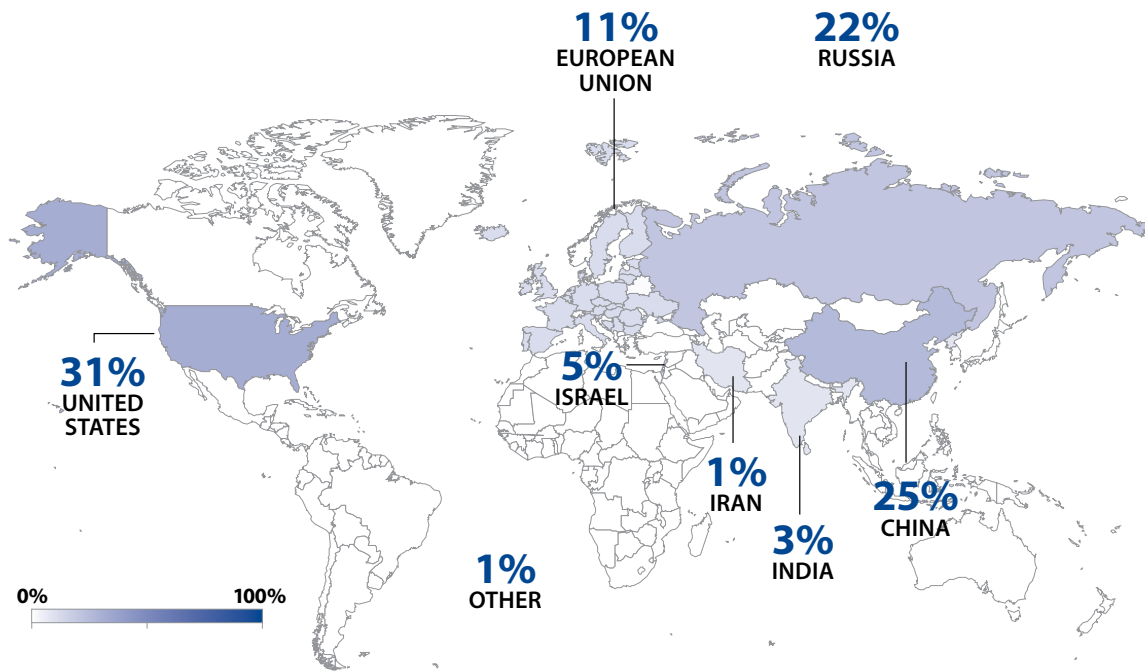 11%
EUROPEAN
UNION
22%
RUSSIA
31%
UNITED
STATES
5%
ISRAEL
1%
IRAN
3%
INDIA
25%
CHINA
1%
OTHER
0%
100%